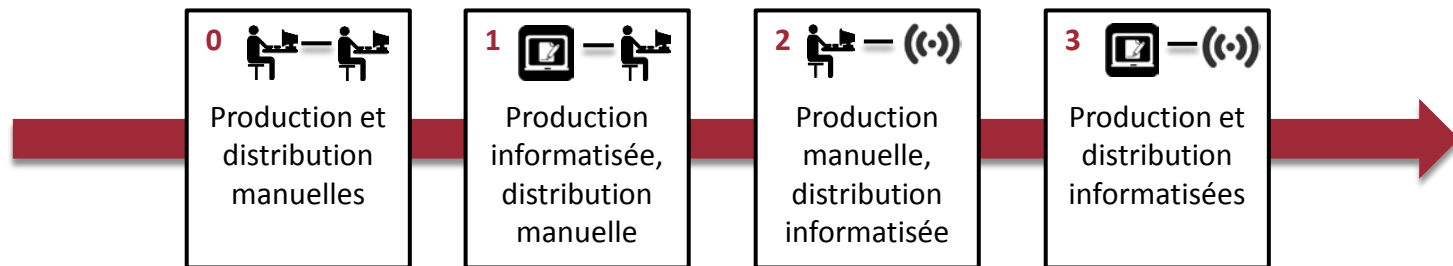 0
Production et
distribution
manuelles
1
Production
informatisée,
distribution
manuelle
2
Production
manuelle,
distribution
informatisée
3
Production et
distribution
informatisées